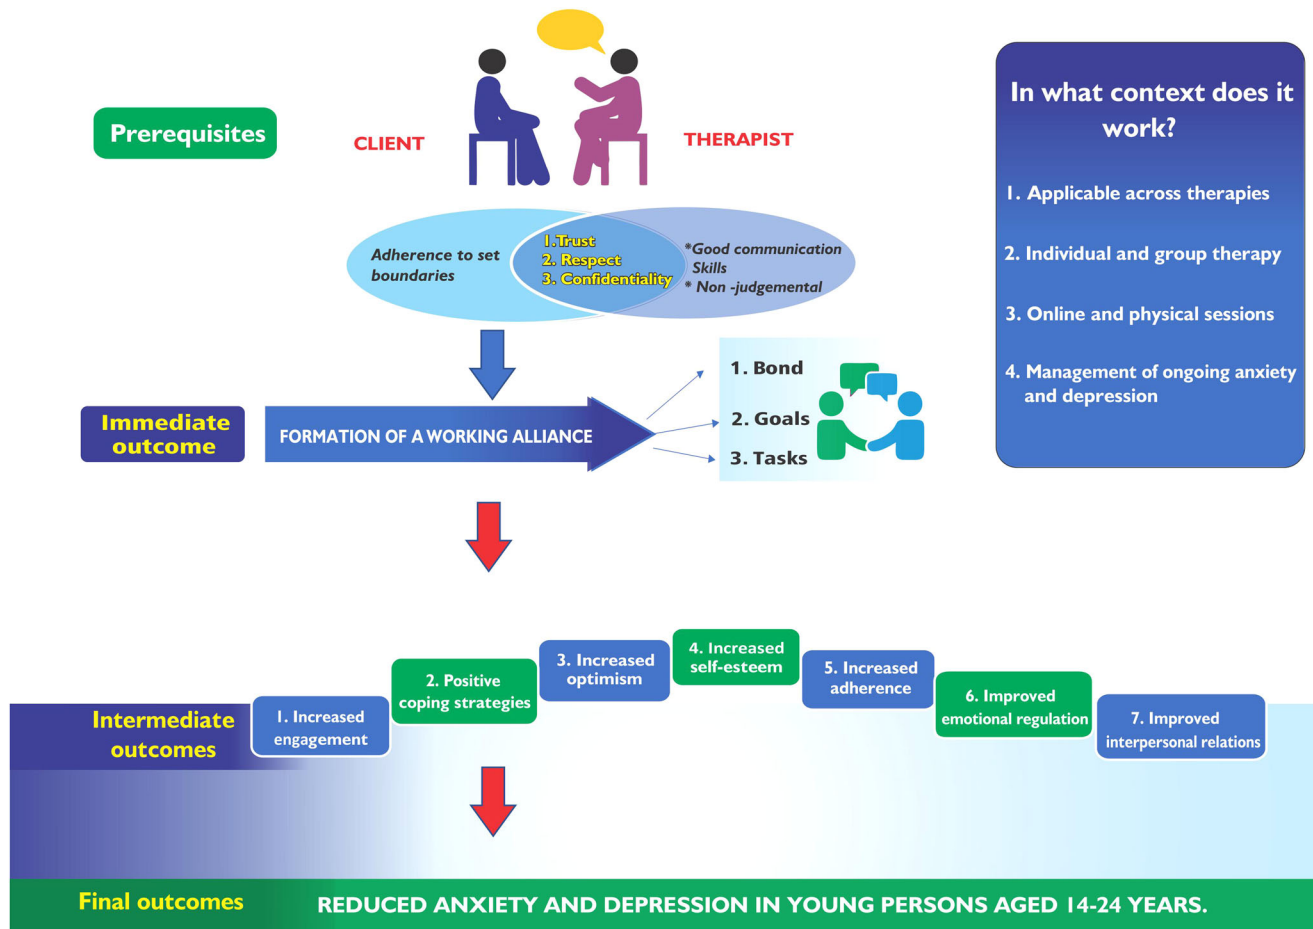 Prerequisites
CLIENT
THERAPIST
Adherence to set
boundaries
1.Trust
2. Respect
3. Confidentiality
*Good communication
Skills
* Non -judgemental
In what context does it
work?
1. Applicable across therapies
2. Individual and group therapy
3. Online and physical sessions
4. Management of ongoing anxiety
and depression
Immediate
outcome
FORMATION OF A WORKING ALLIANCE
1. Bond
2. Goals
3. Tasks
Intermediate
outcomes
1. Increased
engagement
2. Positive
coping strategies
3. Increased
optimism
4. Increased
self-esteem
5. Increased
adherence
6. Improved
emotional regulation
7. Improved
interpersonal relations
Final outcomes
REDUCED ANXIETY AND DEPRESSION IN YOUNG PERSONS AGED 14-24 YEARS.